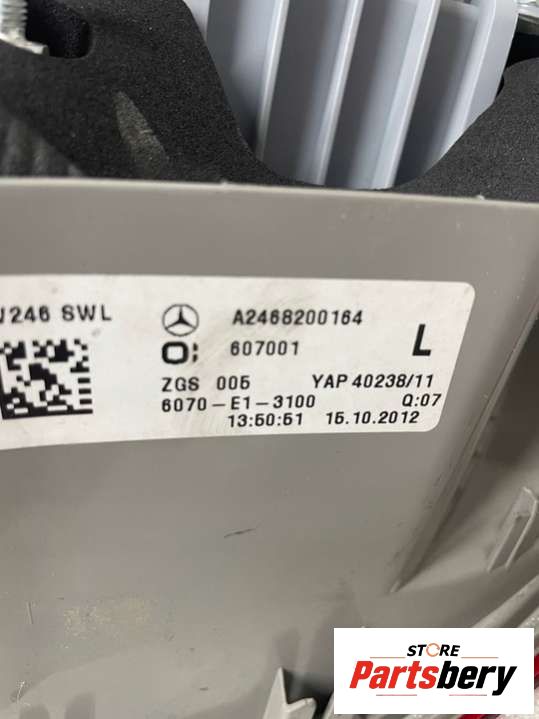 246 SWL
A2468200164
607001
L
ZGS 005 YAP 40238/11
6070-E1-3100 Q:07
13:50:51 15.10.2012
STORE
Partsbery